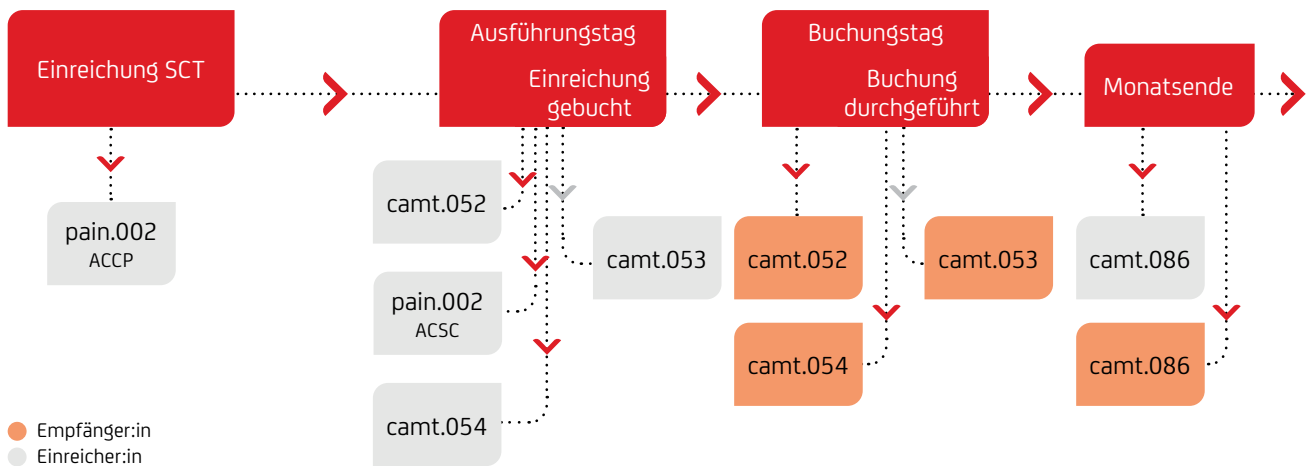 Einreichung SCT
Ausführungstag
Einreichung
gebucht
Buchungstag
Buchung
durchgeführt
Monatsende
pain.002
ACCP
camt.052
pain.002
ACSC
camt.054
camt.053
camt.052
camt.054
camt.053
camt.086
camt.086
Empfänger:in
Einreicher:in